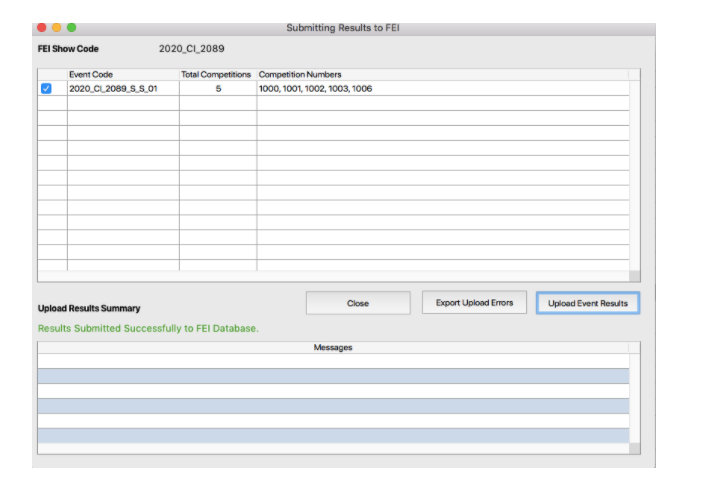 Submitting Results to FEI
FEI Show Code 2020_CI_2089
Event Code Total Competitions Competition Numbers
2020_CI_2089_S_S_01 5 1000, 1001, 1002, 1003, 1006
Upload Results Summary Close Export Upload Errors Upload Event Results
Results Submitted Successfully to FEI Database.
Messages